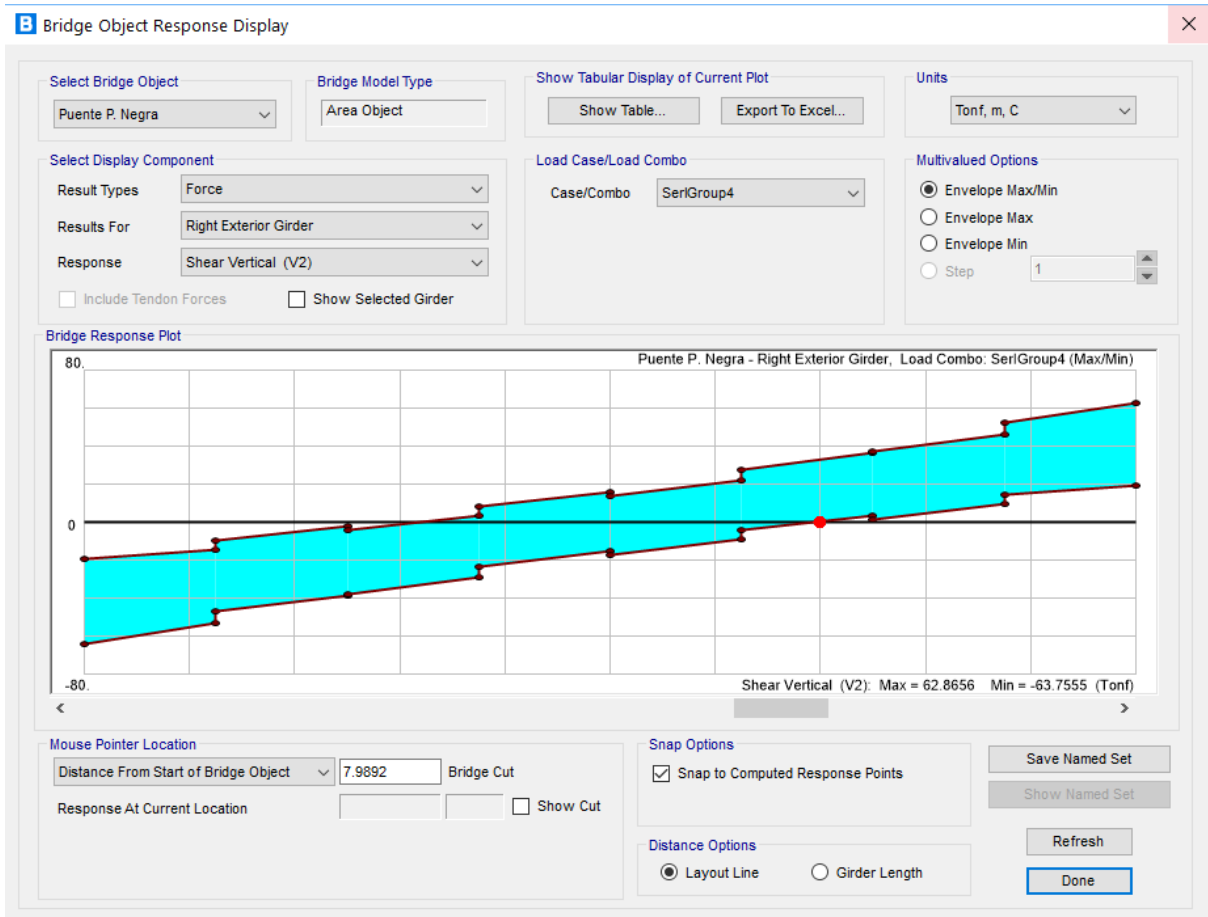 B Bridge Object Response Display
Select Bridge Object
Puente P. Negra
Bridge Model Type
Area Object
Show Tabular Display of Current Plot
Show Table...
Export To Excel...
Units
Tonf, m, C
Select Display Component
Result Types
Force
Results For
Right Exterior Girder
Response
Shear Vertical (V2)
Include Tendon Forces
Show Selected Girder
Load Case/Load Combo
Case/Combo
SerIGroup4
Multivalued Options
Envelope Max/Min
Envelope Max
Envelope Min
Step
1
Bridge Response Plot
80.
Puente P. Negra - Right Exterior Girder, Load Combo: SerIGroup4 (Max/Min)
0
-80.
Shear Vertical (V2): Max = 62.8656 Min = -63.7555 (Tonf)
Mouse Pointer Location
Distance From Start of Bridge Object
7.9892
Bridge Cut
Response At Current Location
Show Cut
Snap Options
Snap to Computed Response Points
Distance Options
Layout Line
Girder Length
Save Named Set
Show Named Set
Refresh
Done